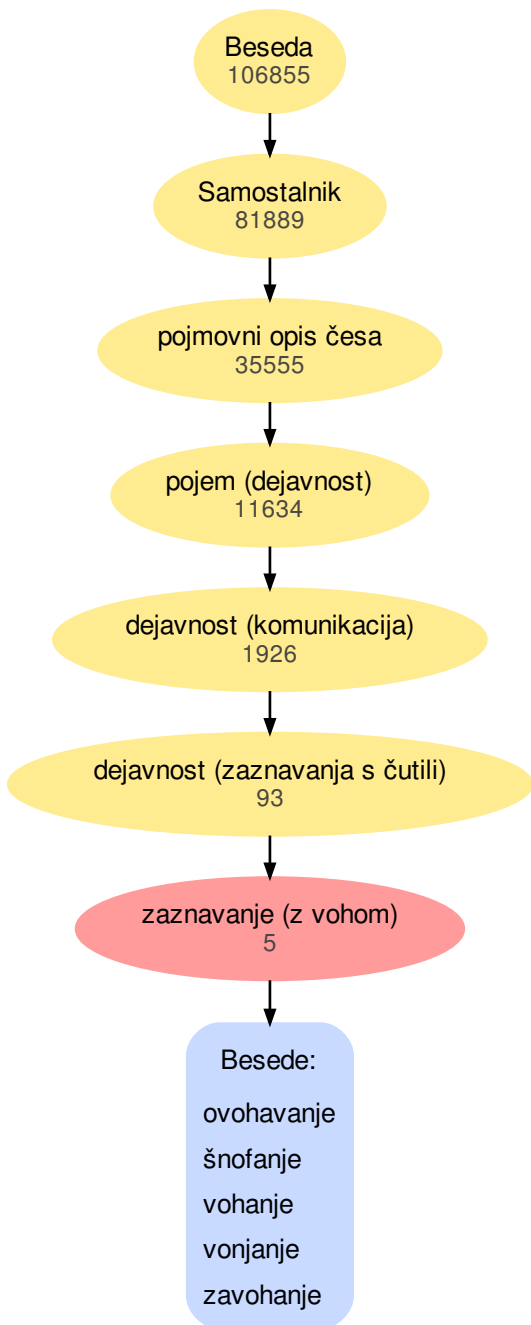 Beseda
106855
Samostalnik
81889
pojmovni opis česa
35555
pojem (dejavnost)
11634
dejavnost (komunikacija)
1926
dejavnost (zaznavanja s čutili)
93
zaznavanje (z vohom)
5
Besede:
ovohavanje
šnofanje
vohanje
vonjanje
zavohanje